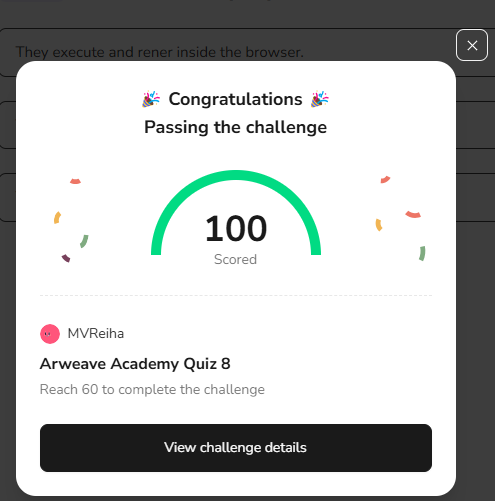 They execute and rener inside the browser.
Congratulations
Passing the challenge
100
Scored
MVReiha
Arweave Academy Quiz 8
Reach 60 to complete the challenge
View challenge details